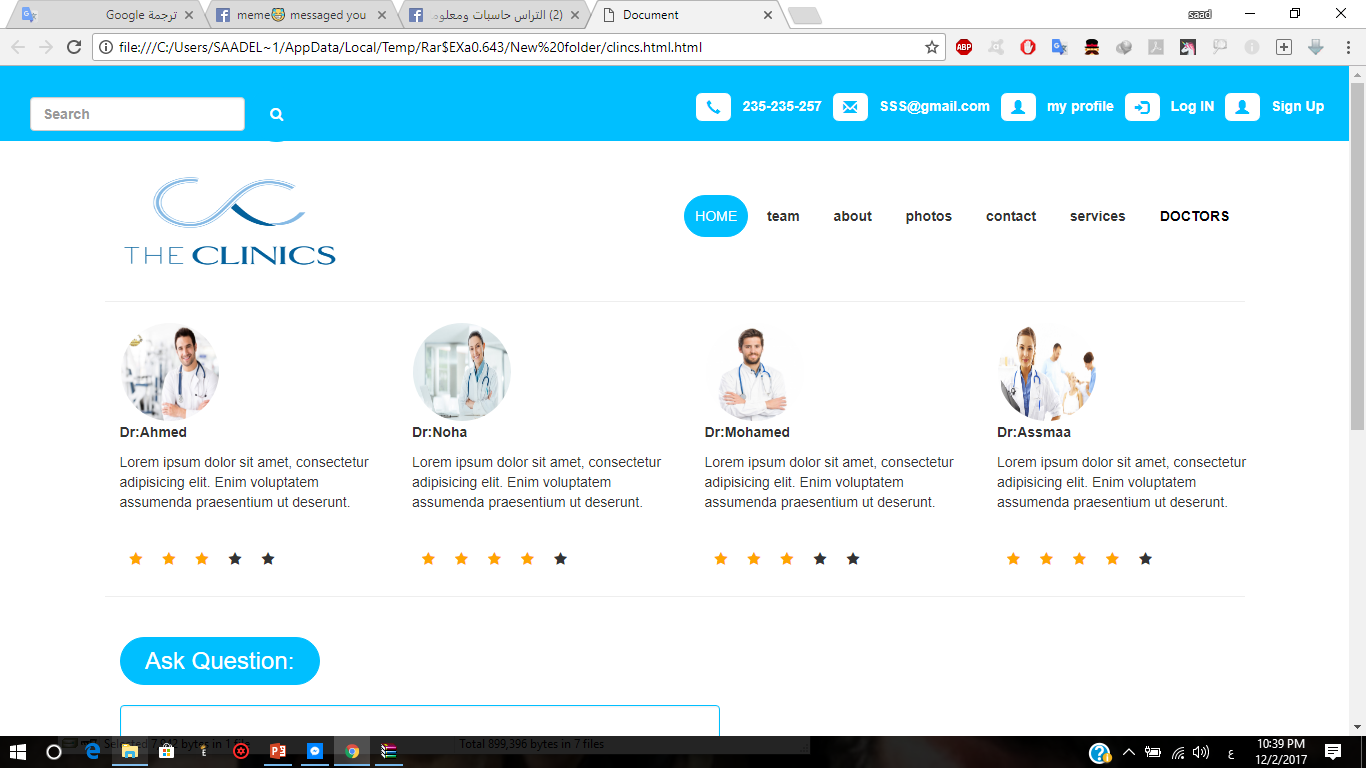 ترجمة Google
meme😂 messaged you
(2) التراس حاسبات ومعلوم
Document
saad
file:///C:/Users/SAADEL~1/AppData/Local/Temp/Rar$EXa0.643/New%20folder/clincs.html.html
ABP
Search
235-235-257
SSS@gmail.com
my profile
Log IN
Sign Up
THE CLINICS
HOME
team
about
photos
contact
services
DOCTORS
Dr:Ahmed
Lorem ipsum dolor sit amet, consectetur
adipisicing elit. Enim voluptatem
assumenda praesentium ut deserunt.
Dr:Noha
Lorem ipsum dolor sit amet, consectetur
adipisicing elit. Enim voluptatem
assumenda praesentium ut deserunt.
Dr:Mohamed
Lorem ipsum dolor sit amet, consectetur
adipisicing elit. Enim voluptatem
assumenda praesentium ut deserunt.
Dr:Assmaa
Lorem ipsum dolor sit amet, consectetur
adipisicing elit. Enim voluptatem
assumenda praesentium ut deserunt.
Ask Question:
Selected 7,842 bytes in 1 file
Total 899,396 bytes in 7 files
ع
10:39 PM
12/2/2017